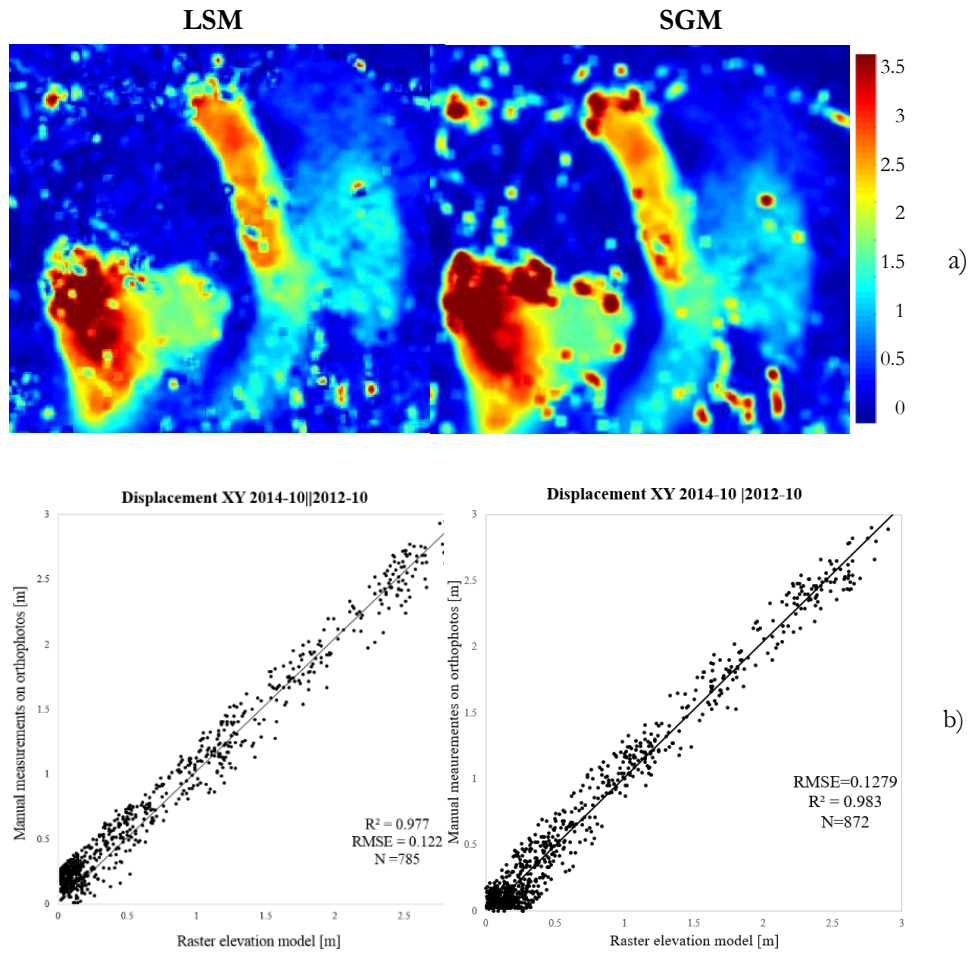 LSM
SGM
3.5
3
2.5
2
1.5
1
0.5
0
a)
Displacement XY 2014-10||2012-10
3
2.5
2
1.5
1
0.5
0
0
0.5
1
1.5
2
2.5
Manual measurements on orthophotos [m]
Raster elevation model [m]
R² = 0.977
RMSE = 0.122
N =785
Displacement XY 2014-10 |2012-10
3
2.5
2
1.5
1
0.5
0
0
0.5
1
1.5
2
2.5
3
Manual meaurementes on orthophotos [m]
Raster elevation model [m]
RMSE=0.1279
R² = 0.983
N=872
b)